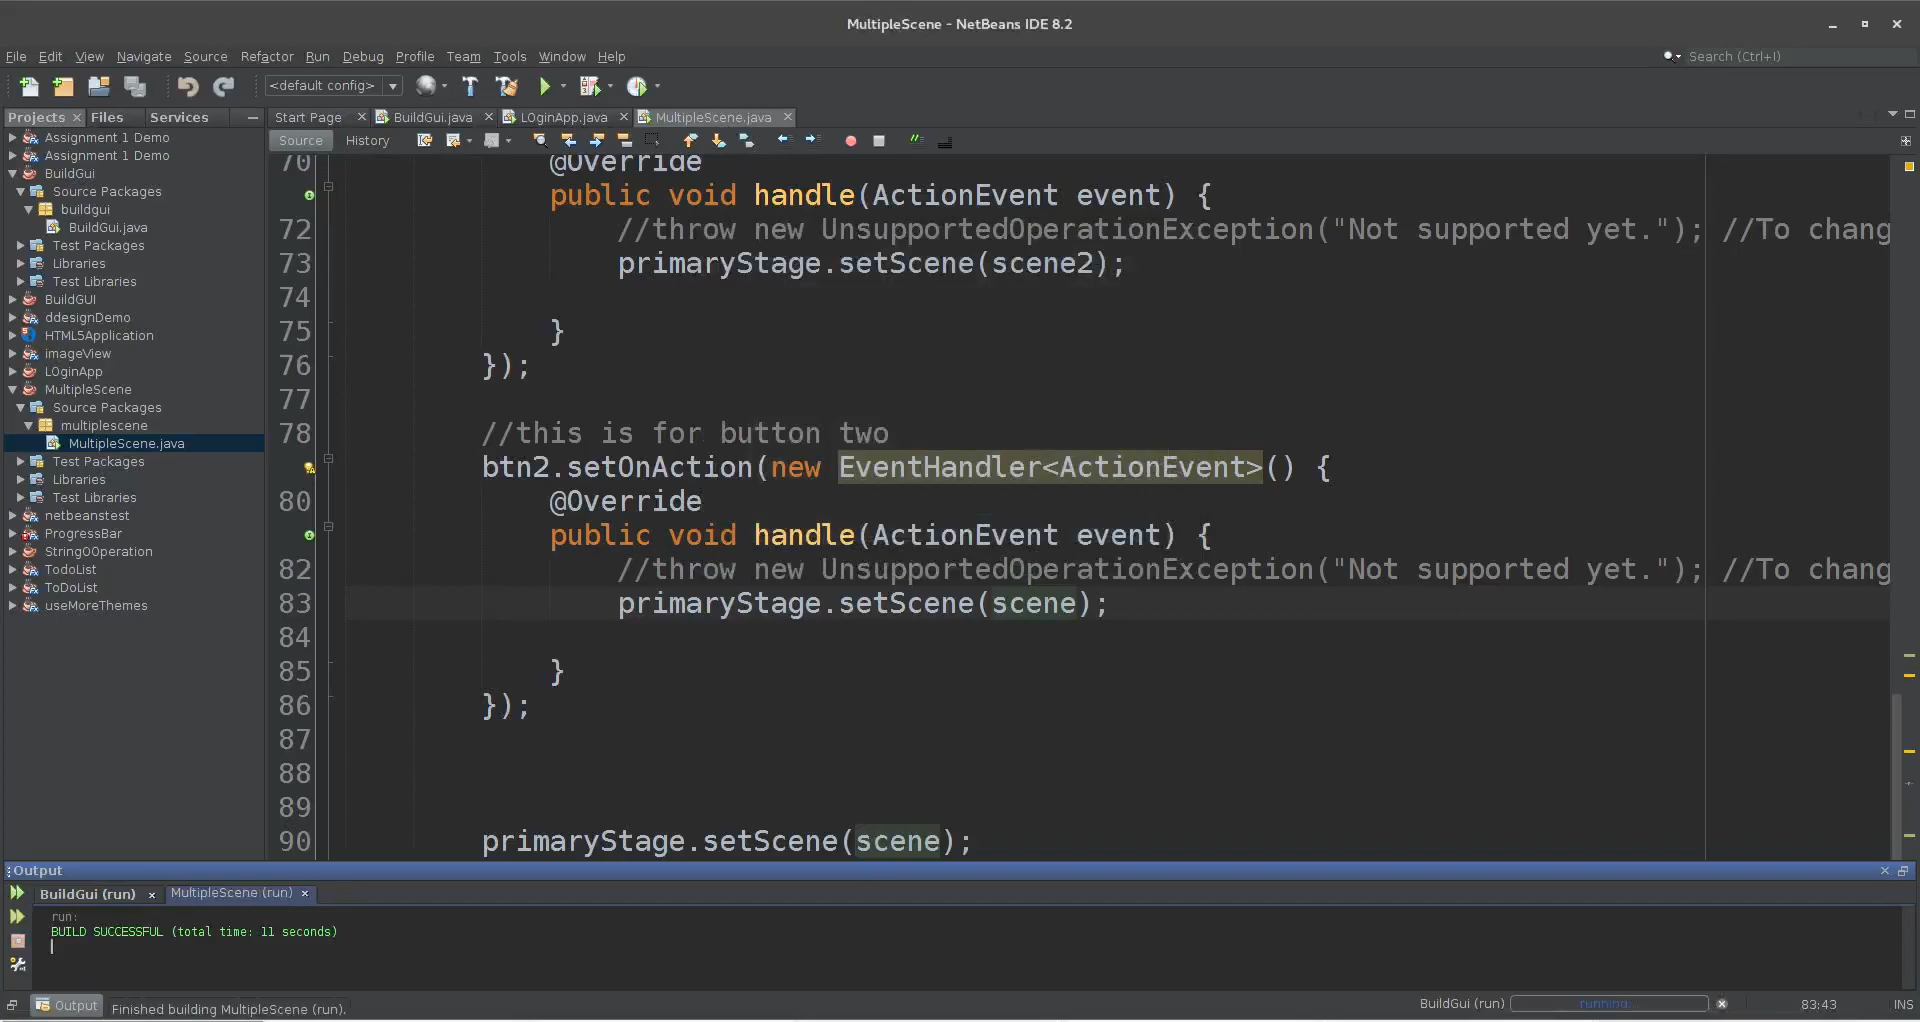 MultipleScene - NetBeans IDE 8.2
File Edit View Navigate Source Refactor Run Debug Profile Team Tools Window Help
Search (Ctrl+I)
<default config>
Projects Files Services
Start Page BuildGui.java LOginApp.java MultipleScene.java
Source History
Assignment 1 Demo
Assignment 1 Demo
BuildGui
Source Packages
buildgui
BuildGui.java
Test Packages
Libraries
Test Libraries
BuildGUI
ddesignDemo
HTML5Application
imageView
LOginApp
MultipleScene
Source Packages
multiplescene
MultipleScene.java
Test Packages
Libraries
Test Libraries
netbeanstest
ProgressBar
StringOOperation
TodoList
ToDoList
useMoreThemes
70 @Override
public void handle(ActionEvent event) {
72 //throw new UnsupportedOperationException("Not supported yet."); //To chang
73 primaryStage.setScene(scene2);
74
75 }
76 });
77
78 //this is for button two
btn2.setOnAction(new EventHandler<ActionEvent>() {
80 @Override
public void handle(ActionEvent event) {
82 //throw new UnsupportedOperationException("Not supported yet."); //To chang
83 primaryStage.setScene(scene);
84
85 }
86 });
87
88
89
90 primaryStage.setScene(scene);
Output
BuildGui (run) MultipleScene (run)
run:
BUILD SUCCESSFUL (total time: 11 seconds)
Output Finished building MultipleScene (run). BuildGui (run) running... 83:43 INS